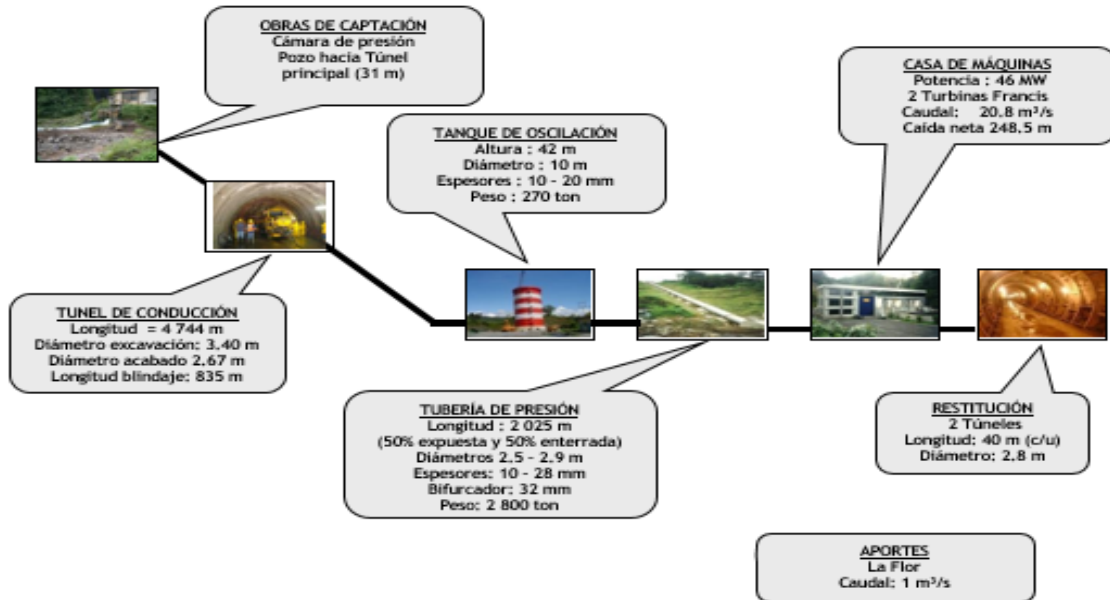 OBRAS DE CAPTACIÓN
Cámara de presión
Pozo hacia Túnel
principal (31 m)
CASA DE MÁQUINAS
Potencia : 46 MW
2 Turbinas Francis
Caudal: 20.8 m³/s
Caída neta 248.5 m
TANQUE DE OSCILACIÓN
Altura : 42 m
Diámetro : 10 m
Espesores : 10 - 20 mm
Peso : 270 ton
TUNEL DE CONDUCCIÓN
Longitud = 4 744 m
Diámetro excavación: 3.40 m
Diámetro acabado 2.67 m
Longitud blindaje: 835 m
TUBERÍA DE PRESIÓN
Longitud : 2 025 m
(50% expuesta y 50% enterrada)
Diámetros 2.5 - 2.9 m
Espesores: 10 - 28 mm
Bifurcador: 32 mm
Peso: 2 800 ton
RESTITUCIÓN
2 Túneles
Longitud: 40 m (c/u)
Diámetro: 2.8 m
APORTES
La Flor
Caudal: 1 m³/s